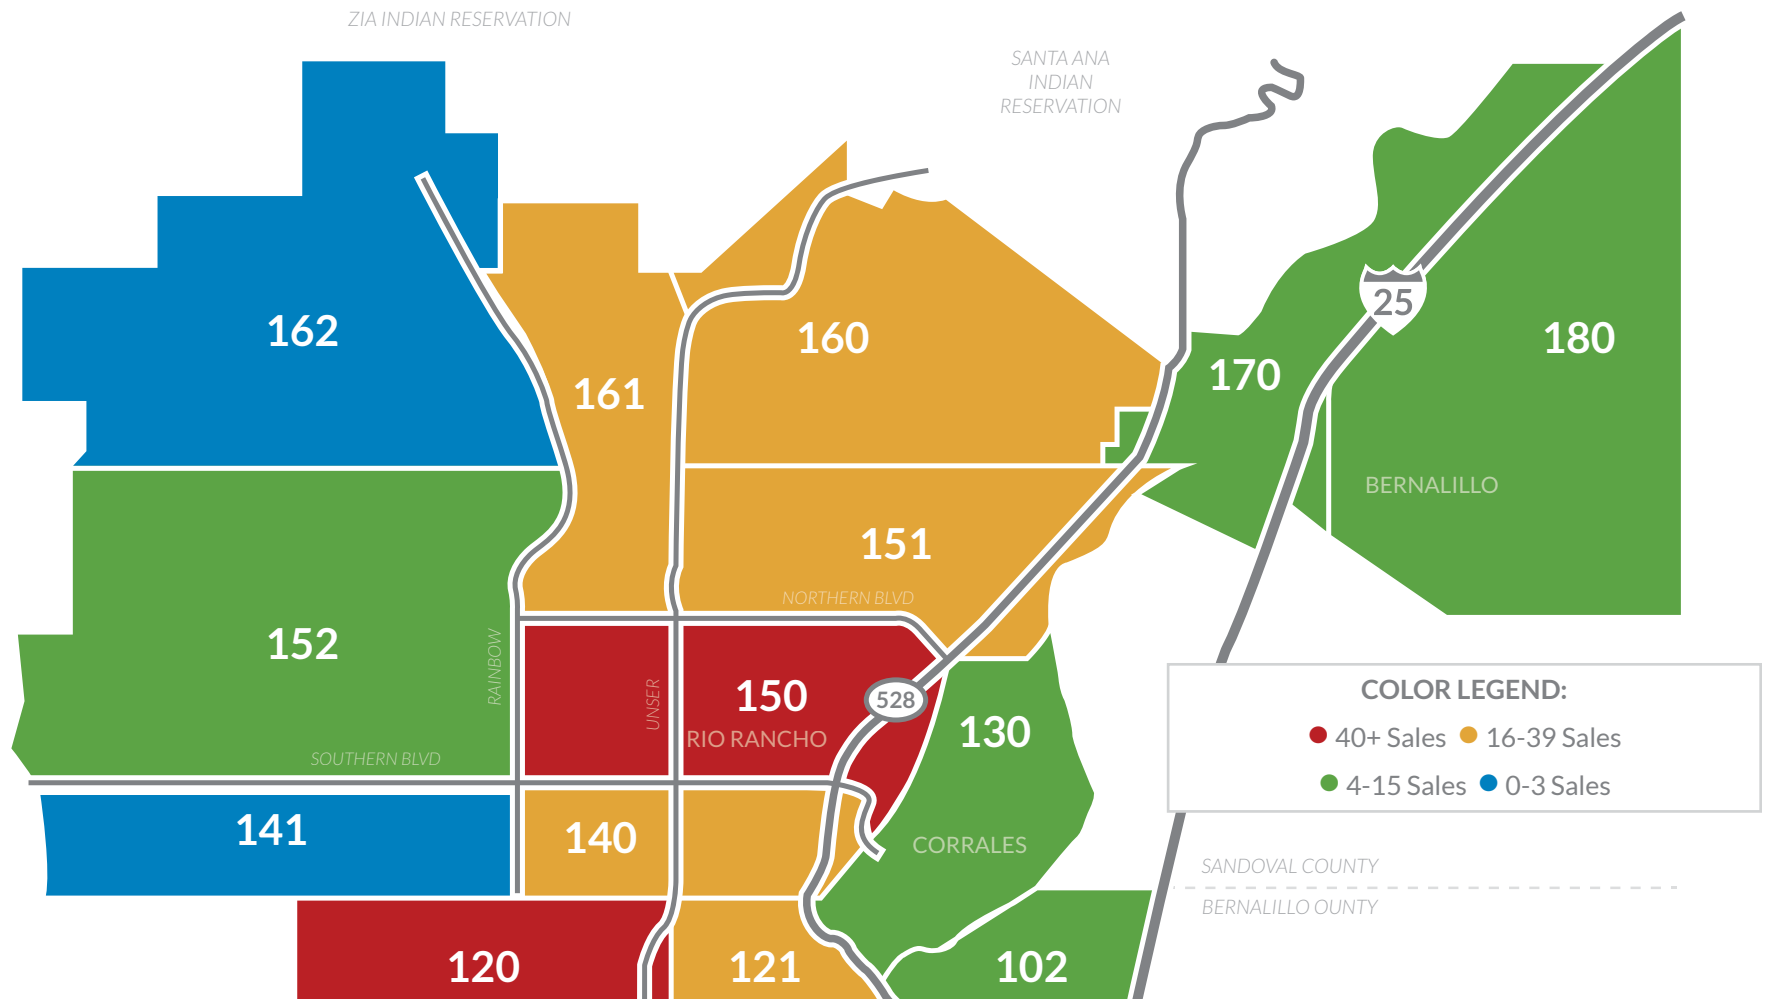 ZIA INDIAN RESERVATION
SANTA ANA
INDIAN
RESERVATION
162
161
160
170
25
180
BERNALILLO
151
NORTHERN BLVD
152
RAINBOW
UNSER
150
RIO RANCHO
528
130
SOUTHERN BLVD
141
140
CORRALES
120
121
102
COLOR LEGEND:
40+ Sales 16-39 Sales
4-15 Sales 0-3 Sales
SANDOVAL COUNTY
BERNALILLO OUNTY